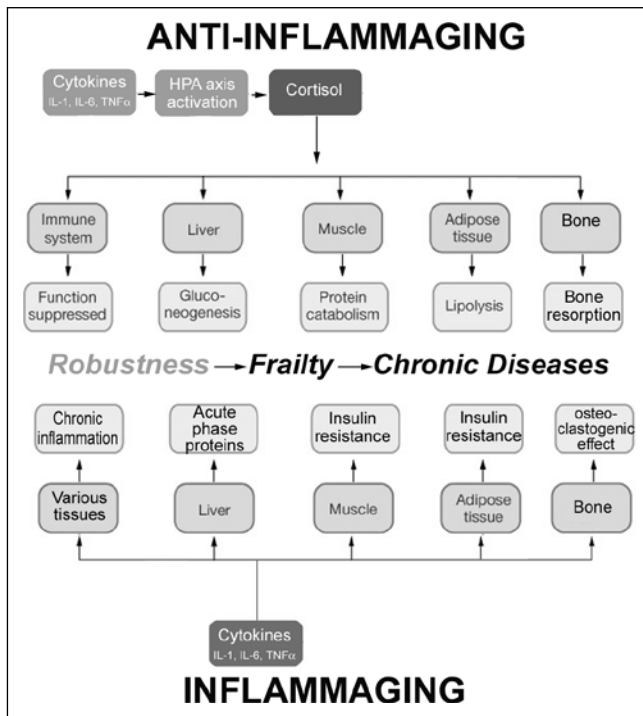 ANTI-INFLAMMAGING
Cytokines
IL-1, IL-6, TNFα
HPA axis
activation
Cortisol
Immune
system
Liver
Muscle
Adipose
tissue
Bone
Function
suppressed
Gluco-
neogenesis
Protein
catabolism
Lipolysis
Bone
resorption
Robustness → Frailty → Chronic Diseases
Chronic
inflammation
Acute
phase
proteins
Insulin
resistance
Insulin
resistance
osteo-
clastogenic
effect
Various
tissues
Liver
Muscle
Adipose
tissue
Bone
Cytokines
IL-1, IL-6, TNFα
INFLAMMAGING